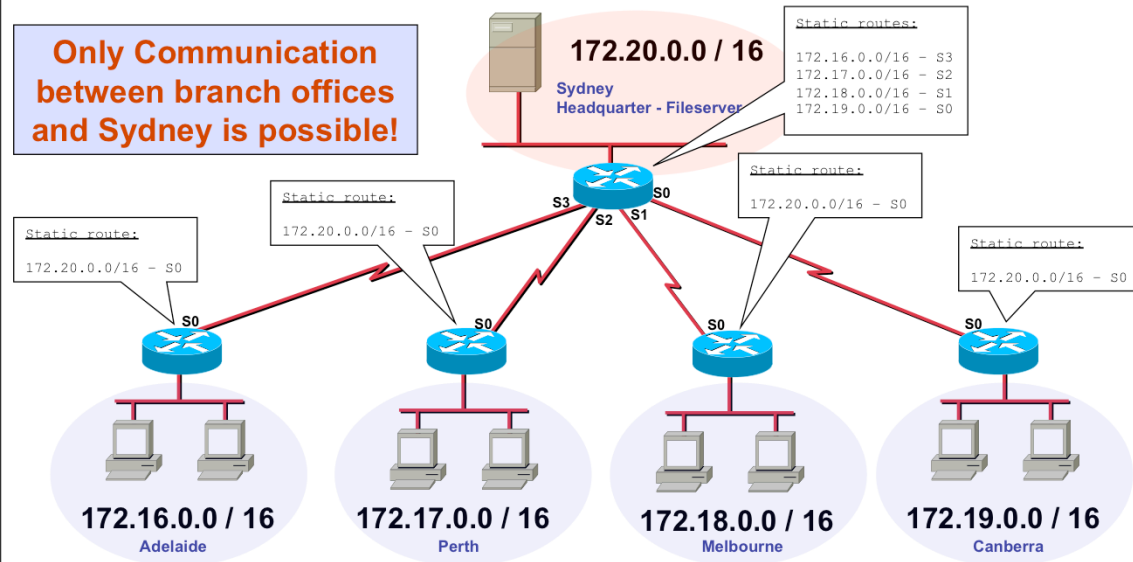 Only Communication
between branch offices
and Sydney is possible!
172.20.0.0 / 16
Sydney
Headquarter - Fileserver
Static routes:
172.16.0.0/16 – S3
172.17.0.0/16 – S2
172.18.0.0/16 – S1
172.19.0.0/16 – S0
Static route:
172.20.0.0/16 – S0
Static route:
172.20.0.0/16 – S0
Static route:
172.20.0.0/16 – S0
Static route:
172.20.0.0/16 – S0
S3
S2
S1
S0
S0
S0
S0
S0
172.16.0.0 / 16
Adelaide
172.17.0.0 / 16
Perth
172.18.0.0 / 16
Melbourne
172.19.0.0 / 16
Canberra